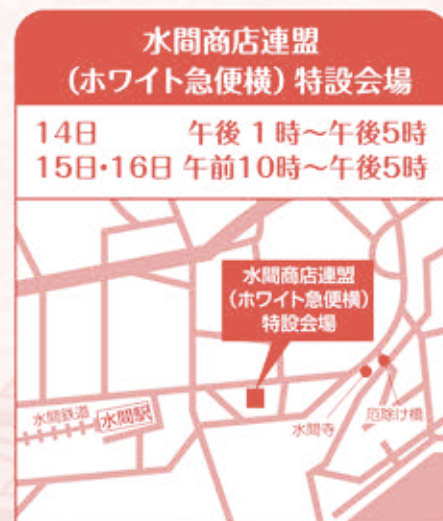 水間商店連盟
（ホワイト急便横）特設会場
14日 午後 1 時～午後5時
15日・16日 午前10時～午後5時
水間商店連盟
（ホワイト急便横）
特設会場
水間鉄道
水間駅
水間寺
厄除け橋